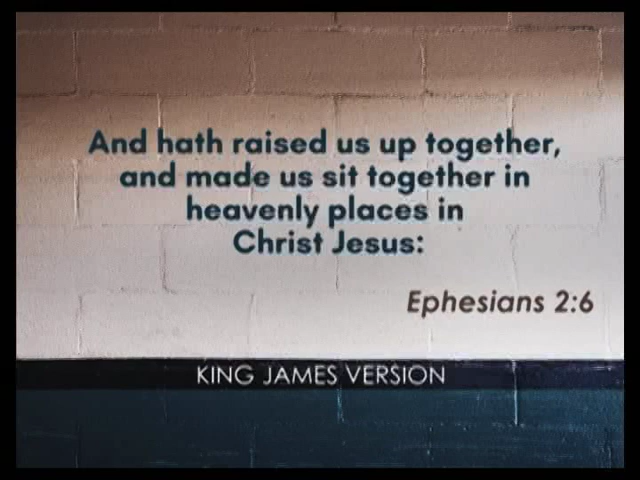 And hath raised us up together,
and made us sit together in
heavenly places in
Christ Jesus:
Ephesians 2:6
KING JAMES VERSION